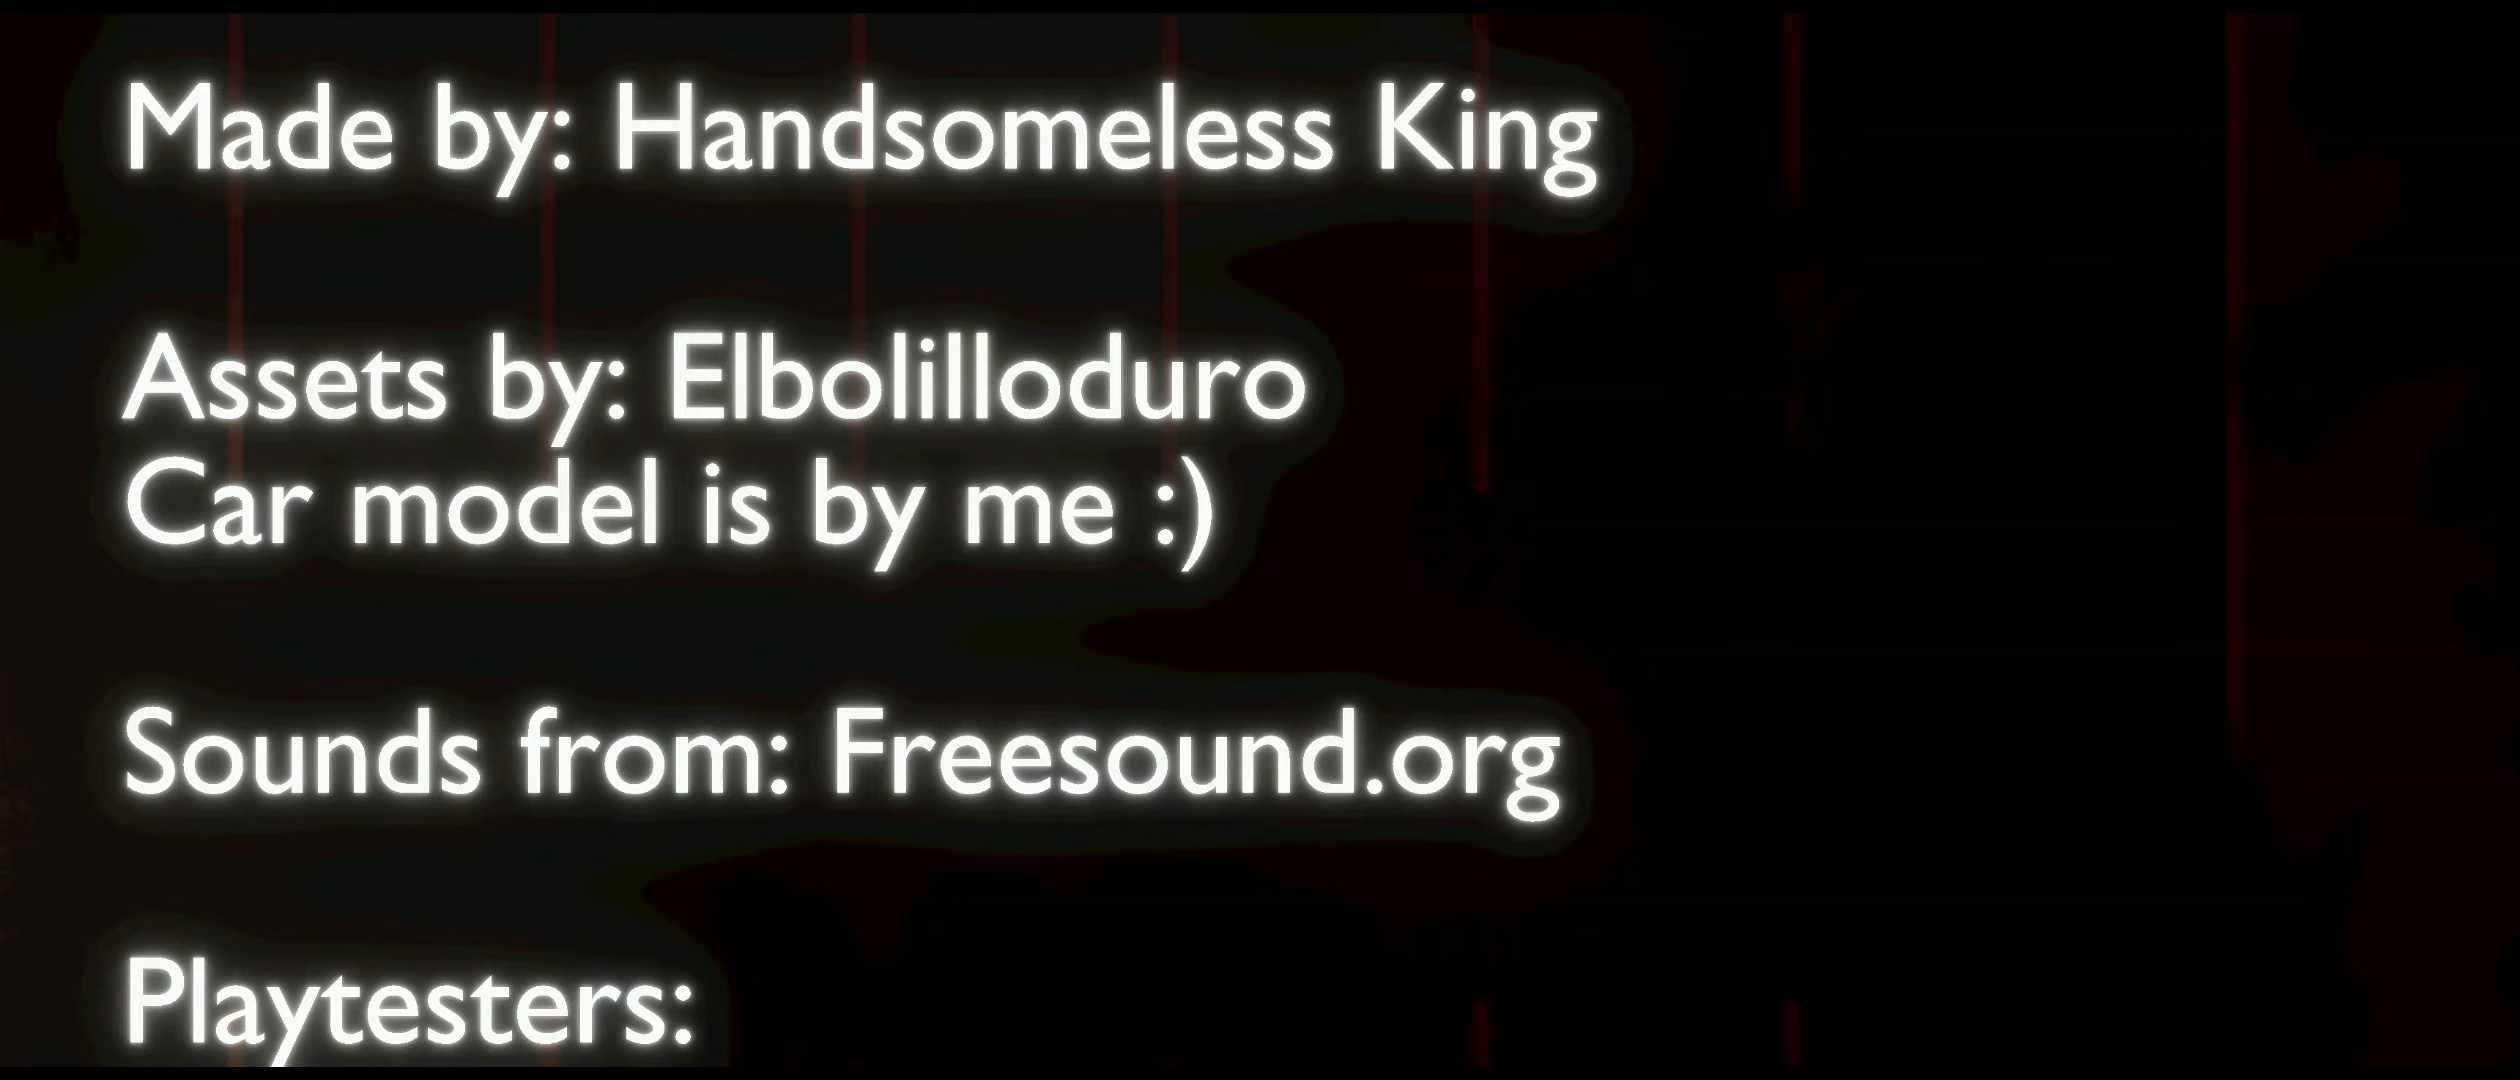 Made by: Handsomeless King
Assets by: Elbolilloduro
Car model is by me :)
Sounds from: Freesound.org
Playtesters: